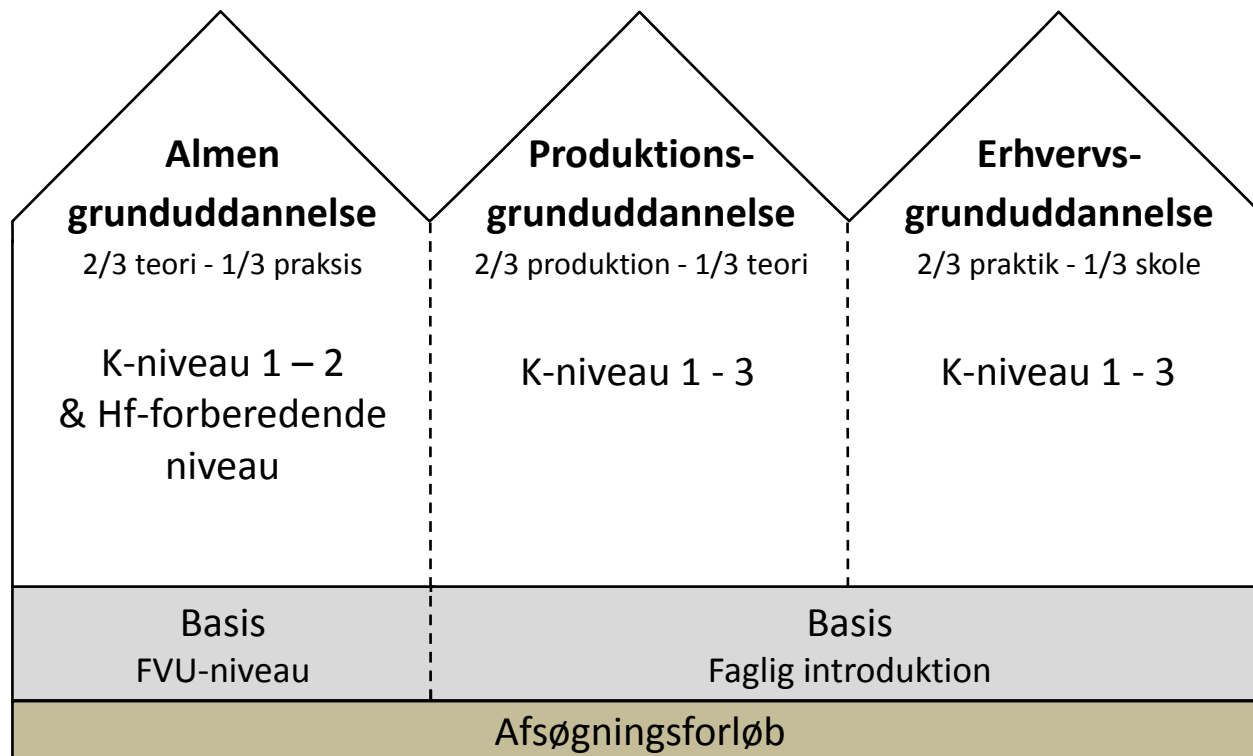 Almen
grunduddannelse
2/3 teori - 1/3 praksis
K-niveau 1 – 2
& Hf-forberedende
niveau
Produktions-
grunduddannelse
2/3 produktion - 1/3 teori
K-niveau 1 - 3
Erhvervs-
grunduddannelse
2/3 praktik - 1/3 skole
K-niveau 1 - 3
Basis
FVU-niveau
Basis
Faglig introduktion
Afsøgningsforløb